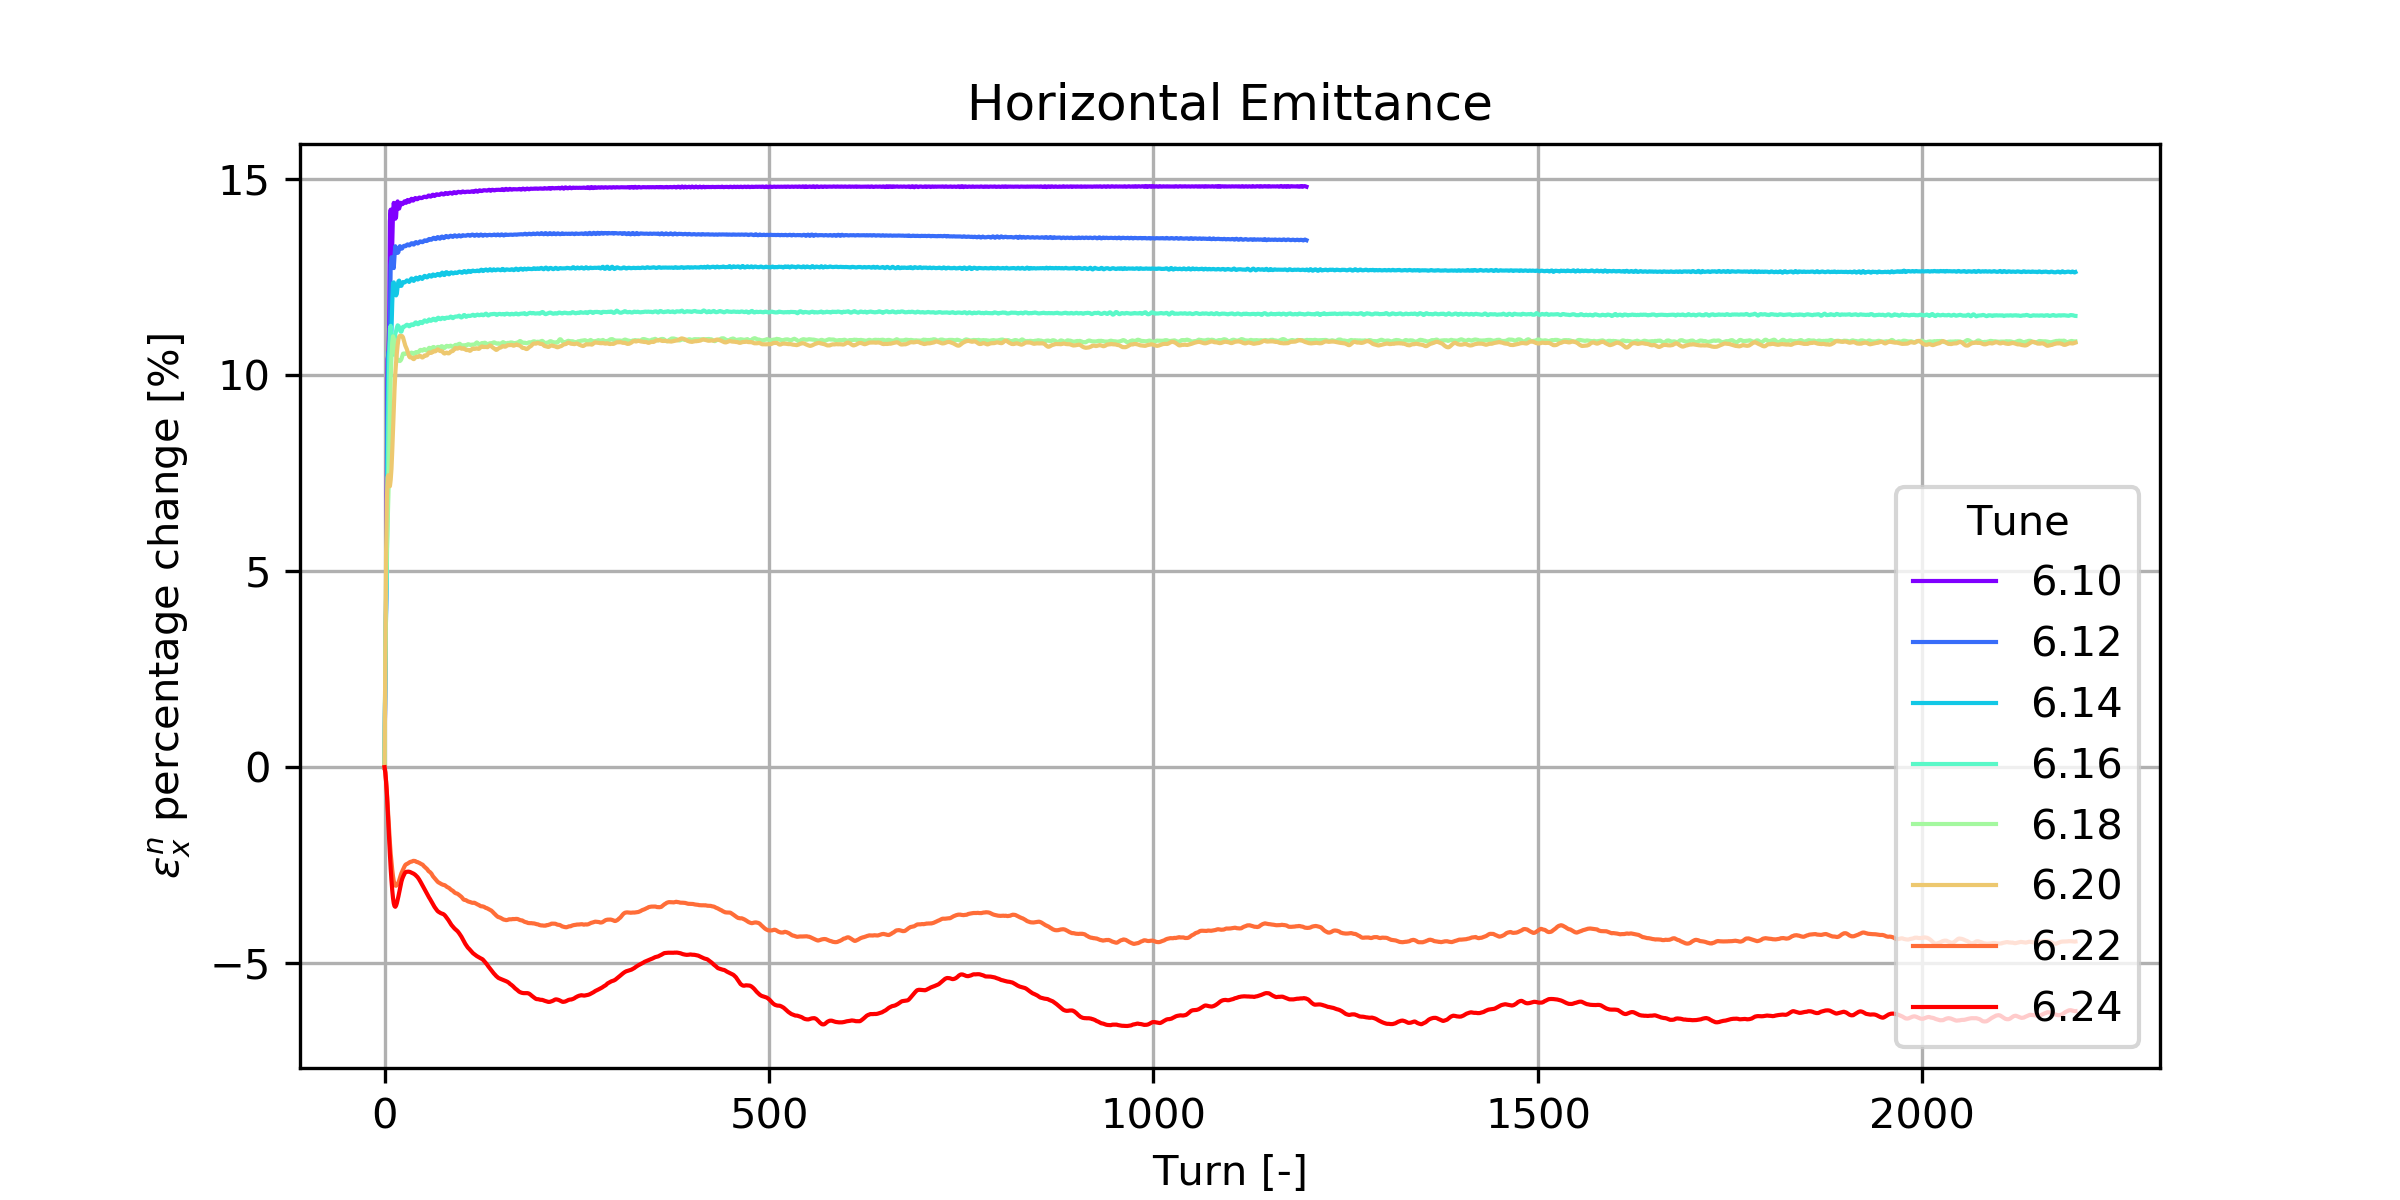 Horizontal Emittance
15
10
5
0
−5
ε_x^n percentage change [%]
0 500 1000 1500 2000
Turn [-]
Tune
6.10
6.12
6.14
6.16
6.18
6.20
6.22
6.24